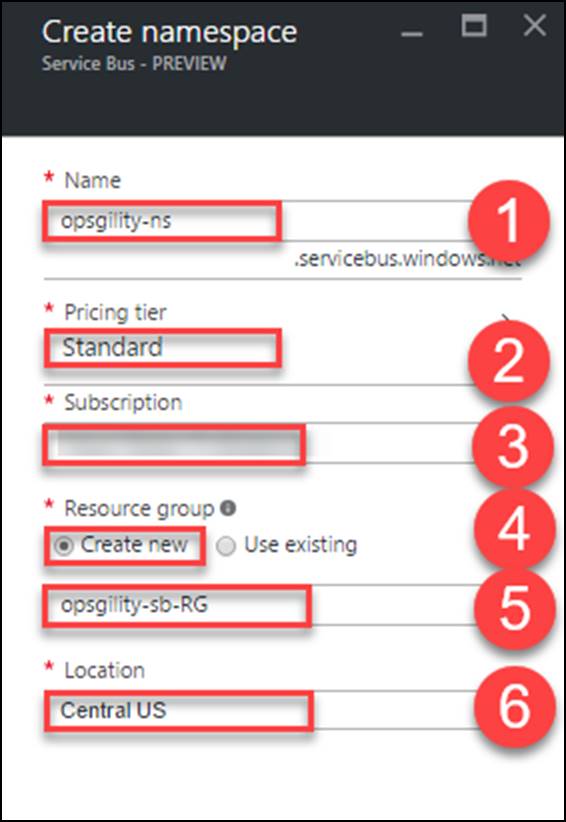 Create namespace
Service Bus - PREVIEW
* Name
opsgility-ns
1
.servicebus.windows.net
* Pricing tier
Standard
2
* Subscription
3
* Resource group
4
Create new Use existing
opsgility-sb-RG
5
* Location
Central US
6